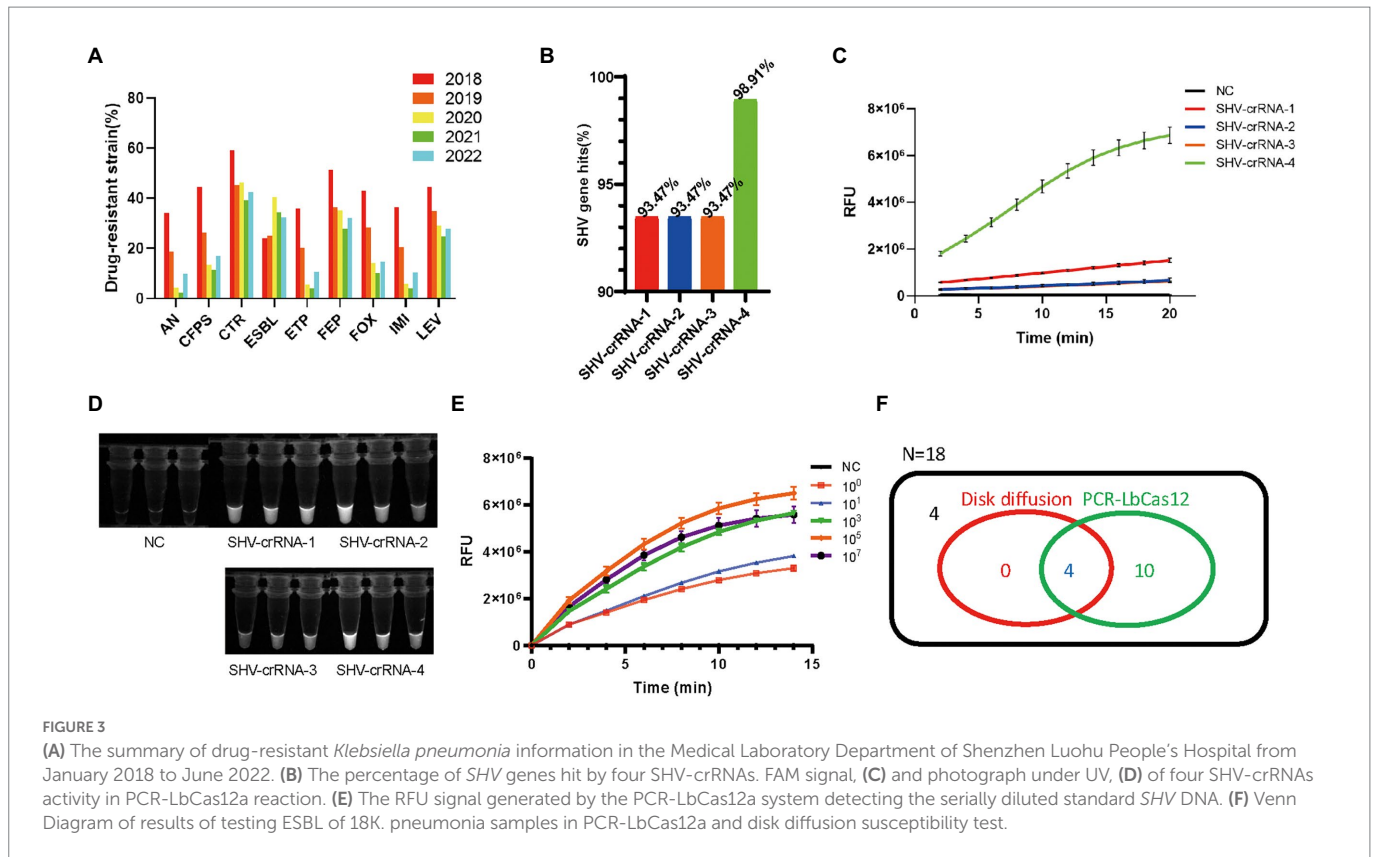 A
2018
2019
2020
2021
2022
Drug-resistant strain(%)
80
60
40
20
0
AN
CFPS
CTR
ESBL
ETP
FEP
FOX
IMI
LEV
B
SHV gene hits(%)
100
95
90
93.47%
93.47%
93.47%
98.91%
SHV-crRNA-1
SHV-crRNA-2
SHV-crRNA-3
SHV-crRNA-4
C
NC
SHV-crRNA-1
SHV-crRNA-2
SHV-crRNA-3
SHV-crRNA-4
RFU
8×10⁶
6×10⁶
4×10⁶
2×10⁶
0
5
10
15
20
Time (min)
D
NC
SHV-crRNA-1
SHV-crRNA-2
SHV-crRNA-3
SHV-crRNA-4
E
RFU
8×10⁶
6×10⁶
4×10⁶
2×10⁶
0
0
5
10
15
Time (min)
NC
10⁰
10¹
10³
10⁵
10⁷
F
N=18
4
Disk diffusion
PCR-LbCas12
0
4
10
FIGURE 3
(A) The summary of drug-resistant Klebsiella pneumonia information in the Medical Laboratory Department of Shenzhen Luohu People's Hospital from
January 2018 to June 2022. (B) The percentage of SHV genes hit by four SHV-crRNAs. FAM signal, (C) and photograph under UV, (D) of four SHV-crRNAs
activity in PCR-LbCas12a reaction. (E) The RFU signal generated by the PCR-LbCas12a system detecting the serially diluted standard SHV DNA. (F) Venn
Diagram of results of testing ESBL of 18K. pneumonia samples in PCR-LbCas12a and disk diffusion susceptibility test.